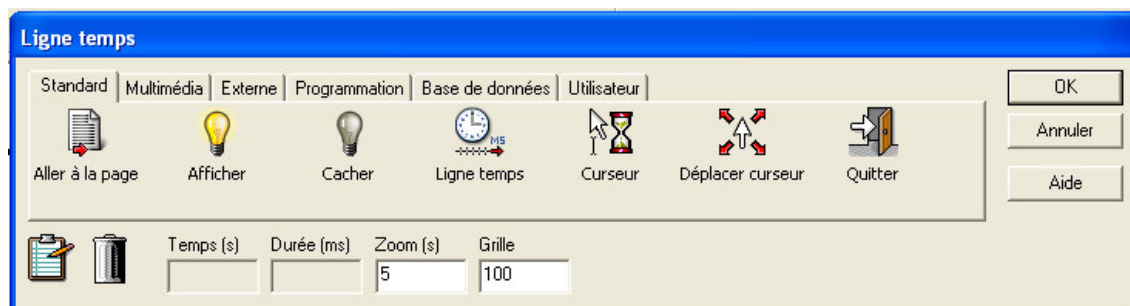 Ligne temps
Standard Multimédia Externe Programmation Base de données Utilisateur
OK
Annuler
Aide
MS
Aller à la page Afficher Cacher Ligne temps Curseur Déplacer curseur Quitter
Temps (s) Durée (ms) Zoom (s) Grille
5 100